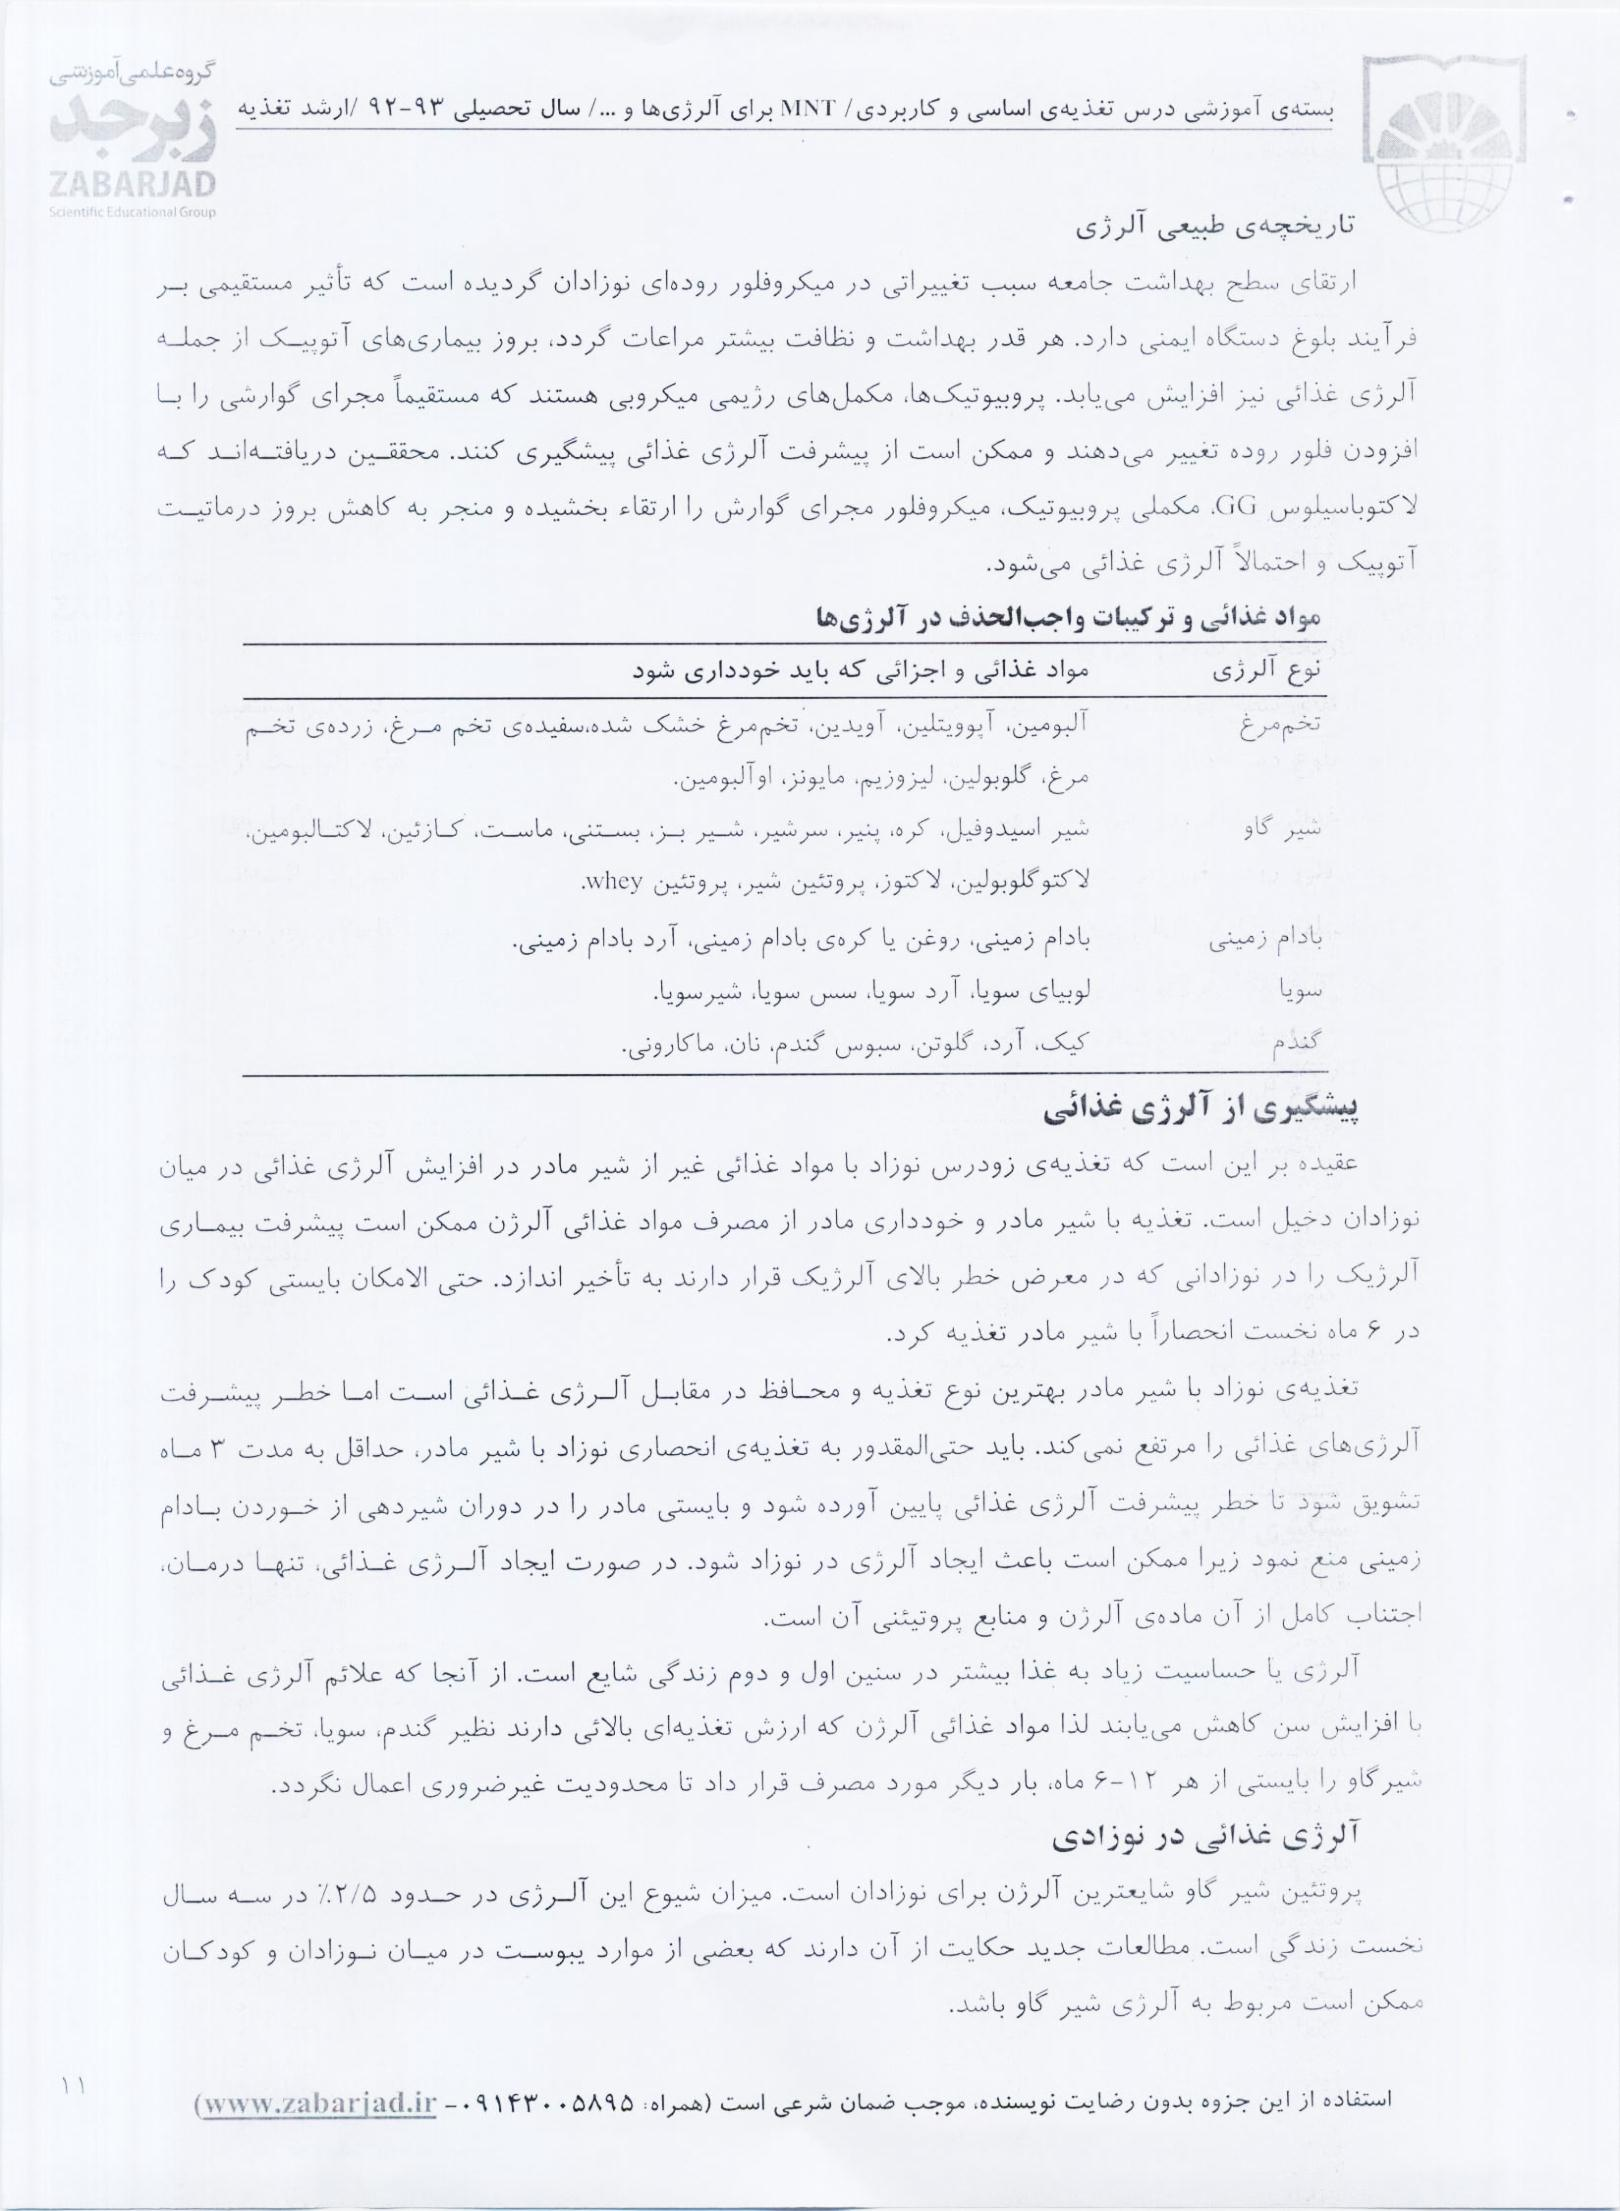 گروه علمی آموزشی
زبرجد
ZABARJAD
Scientific Educational Group
بسته‌ی آموزشی درس تغذیه‌ی اساسی و کاربردی/ MNT برای آلرژی‌ها و .../ سال تحصیلی ۹۳-۹۲ /ارشد تغذیه
تاریخچه‌ی طبیعی آلرژی
ارتقای سطح بهداشت جامعه سبب تغییراتی در میکروفلور روده‌ای نوزادان گردیده است که تأثیر مستقیمی بر
فرآیند بلوغ دستگاه ایمنی دارد. هر قدر بهداشت و نظافت بیشتر مراعات گردد، بروز بیماری‌های آتوپیک از جمله
آلرژی غذائی نیز افزایش می‌یابد. پروبیوتیک‌ها، مکمل‌های رژیمی میکروبی هستند که مستقیماً مجرای گوارشی را با
افزودن فلور روده تغییر می‌دهند و ممکن است از پیشرفت آلرژی غذائی پیشگیری کنند. محققین دریافته‌اند که
لاکتوباسیلوس GG، مکملی پروبیوتیک، میکروفلور مجرای گوارش را ارتقاء بخشیده و منجر به کاهش بروز درماتیت
آتوپیک و احتمالاً آلرژی غذائی می‌شود.
مواد غذائی و ترکیبات واجب‌الحذف در آلرژی‌ها
نوع آلرژی مواد غذائی و اجزائی که باید خودداری شود
تخم‌مرغ آلبومین، آپوویتلین، آویدین، تخم‌مرغ خشک شده،سفیده‌ی تخم مرغ، زرده‌ی تخم
مرغ، گلوبولین، لیزوزیم، مایونز، اوآلبومین.
شیر گاو شیر اسیدوفیل، کره، پنیر، سرشیر، شیر بز، بستنی، ماست، کازئین، لاکتالبومین،
لاکتوگلوبولین، لاکتوز، پروتئین شیر، پروتئین whey.
بادام زمینی بادام زمینی، روغن یا کره‌ی بادام زمینی، آرد بادام زمینی.
سویا لوبیای سویا، آرد سویا، سس سویا، شیرسویا.
گندم کیک، آرد، گلوتن، سبوس گندم، نان، ماکارونی.
پیشگیری از آلرژی غذائی
عقیده بر این است که تغذیه‌ی زودرس نوزاد با مواد غذائی غیر از شیر مادر در افزایش آلرژی غذائی در میان
نوزادان دخیل است. تغذیه با شیر مادر و خودداری مادر از مصرف مواد غذائی آلرژن ممکن است پیشرفت بیماری
آلرژیک را در نوزادانی که در معرض خطر بالای آلرژیک قرار دارند به تأخیر اندازد. حتی الامکان بایستی کودک را
در ۶ ماه نخست انحصاراً با شیر مادر تغذیه کرد.
تغذیه‌ی نوزاد با شیر مادر بهترین نوع تغذیه و محافظ در مقابل آلرژی غذائی است اما خطر پیشرفت
آلرژی‌های غذائی را مرتفع نمی‌کند. باید حتی‌المقدور به تغذیه‌ی انحصاری نوزاد با شیر مادر، حداقل به مدت ۳ ماه
تشویق شود تا خطر پیشرفت آلرژی غذائی پایین آورده شود و بایستی مادر را در دوران شیردهی از خوردن بادام
زمینی منع نمود زیرا ممکن است باعث ایجاد آلرژی در نوزاد شود. در صورت ایجاد آلرژی غذائی، تنها درمان،
اجتناب کامل از آن ماده‌ی آلرژن و منابع پروتیئنی آن است.
آلرژی یا حساسیت زیاد به غذا بیشتر در سنین اول و دوم زندگی شایع است. از آنجا که علائم آلرژی غذائی
با افزایش سن کاهش می‌یابند لذا مواد غذائی آلرژن که ارزش تغذیه‌ای بالائی دارند نظیر گندم، سویا، تخم مرغ و
شیرگاو را بایستی از هر ۱۲-۶ ماه، بار دیگر مورد مصرف قرار داد تا محدودیت غیرضروری اعمال نگردد.
آلرژی غذائی در نوزادی
پروتئین شیر گاو شایعترین آلرژن برای نوزادان است. میزان شیوع این آلرژی در حدود ۲/۵٪ در سه سال
نخست زندگی است. مطالعات جدید حکایت از آن دارند که بعضی از موارد یبوست در میان نوزادان و کودکان
ممکن است مربوط به آلرژی شیر گاو باشد.
استفاده از این جزوه بدون رضایت نویسنده، موجب ضمان شرعی است (همراه: ۰۹۱۴۳۰۰۵۸۹۵- www.zabarjad.ir)
۱۱